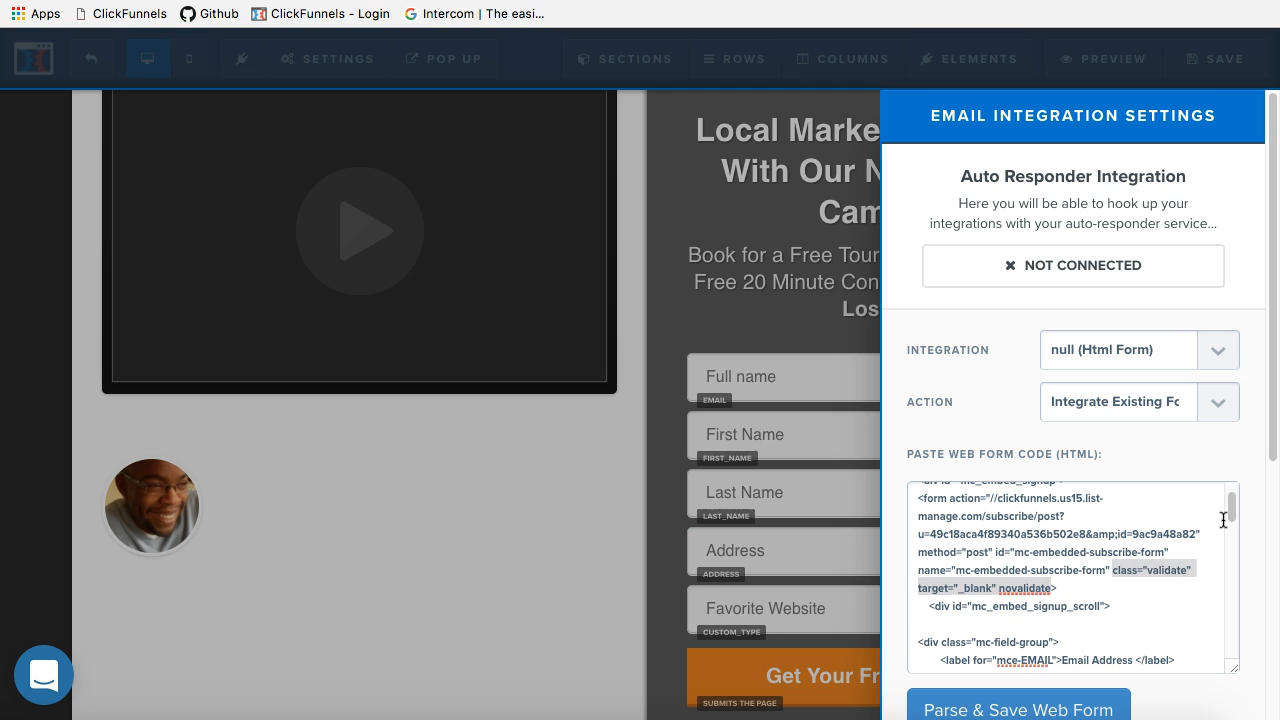 Apps ClickFunnels Github ClickFunnels - Login Intercom | The easi...
SETTINGS POP UP SECTIONS ROWS COLUMNS ELEMENTS PREVIEW SAVE
Local Marke
With Our N
Cam
Book for a Free Tour
Free 20 Minute Con
Los
Full name
EMAIL
First Name
FIRST_NAME
Last Name
LAST_NAME
Address
ADDRESS
Favorite Website
CUSTOM_TYPE
Get Your Fr
SUBMITS THE PAGE
EMAIL INTEGRATION SETTINGS
Auto Responder Integration
Here you will be able to hook up your
integrations with your auto-responder service...
NOT CONNECTED
INTEGRATION null (Html Form)
ACTION Integrate Existing Fc
PASTE WEB FORM CODE (HTML):
<div id="mc_embed_signup">
<form action="//clickfunnels.us15.list-
manage.com/subscribe/post?
u=49c18aca4f89340a536b502e8&amp;id=9ac9a48a82"
method="post" id="mc-embedded-subscribe-form"
name="mc-embedded-subscribe-form" class="validate"
target="_blank" novalidate>
<div id="mc_embed_signup_scroll">
<div class="mc-field-group">
<label for="mce-EMAIL">Email Address </label>
Parse & Save Web Form